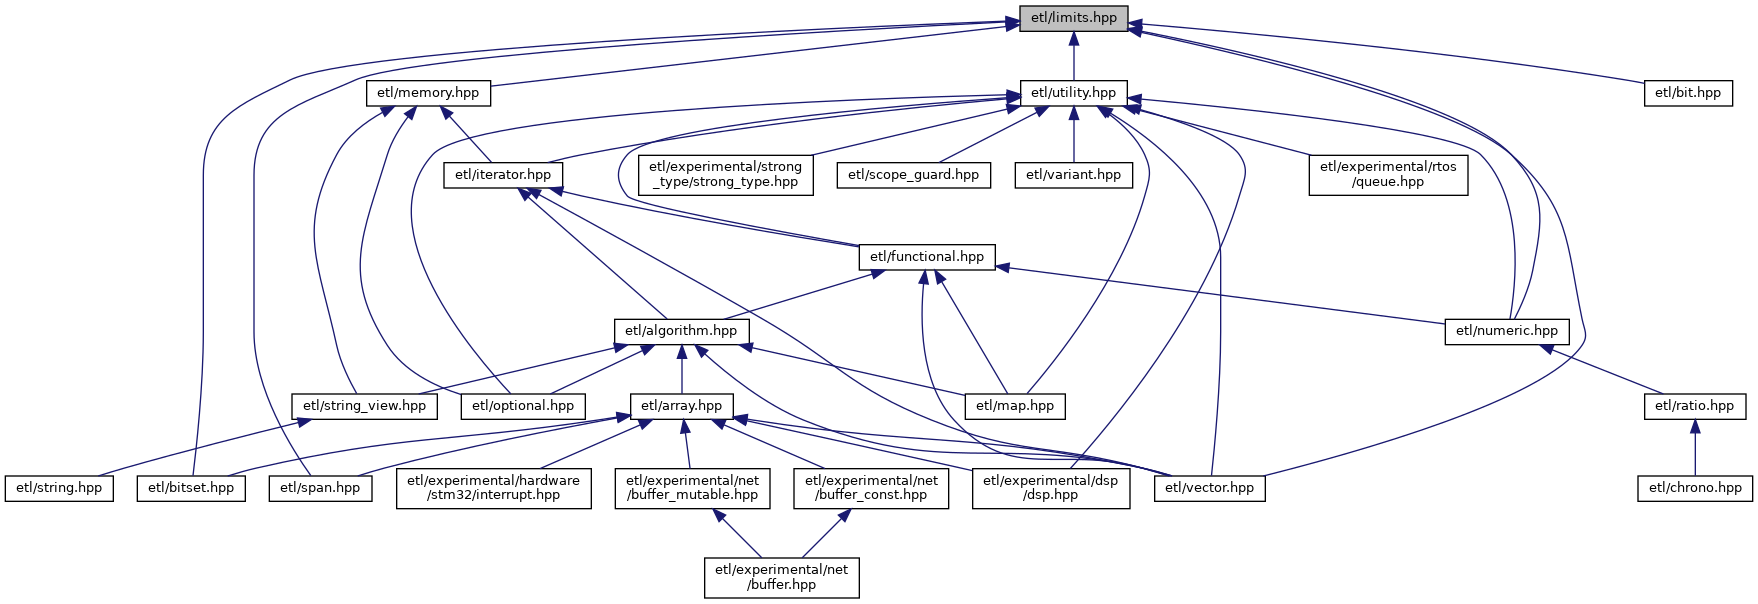 etl/limits.hpp
etl/memory.hpp
etl/utility.hpp
etl/bit.hpp
etl/iterator.hpp
etl/experimental/strong
_type/strong_type.hpp
etl/scope_guard.hpp
etl/variant.hpp
etl/experimental/rtos
/queue.hpp
etl/functional.hpp
etl/algorithm.hpp
etl/numeric.hpp
etl/string_view.hpp
etl/optional.hpp
etl/array.hpp
etl/map.hpp
etl/ratio.hpp
etl/string.hpp
etl/bitset.hpp
etl/span.hpp
etl/experimental/hardware
/stm32/interrupt.hpp
etl/experimental/net
/buffer_mutable.hpp
etl/experimental/net
/buffer_const.hpp
etl/experimental/dsp
/dsp.hpp
etl/vector.hpp
etl/chrono.hpp
etl/experimental/net
/buffer.hpp